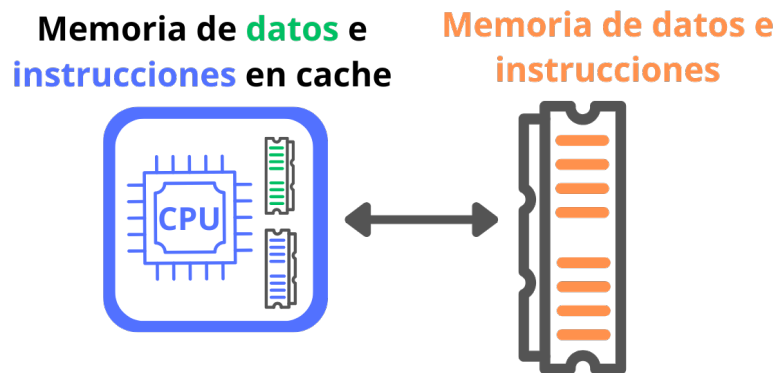 Memoria de datos e
instrucciones en cache
Memoria de datos e
instrucciones
CPU